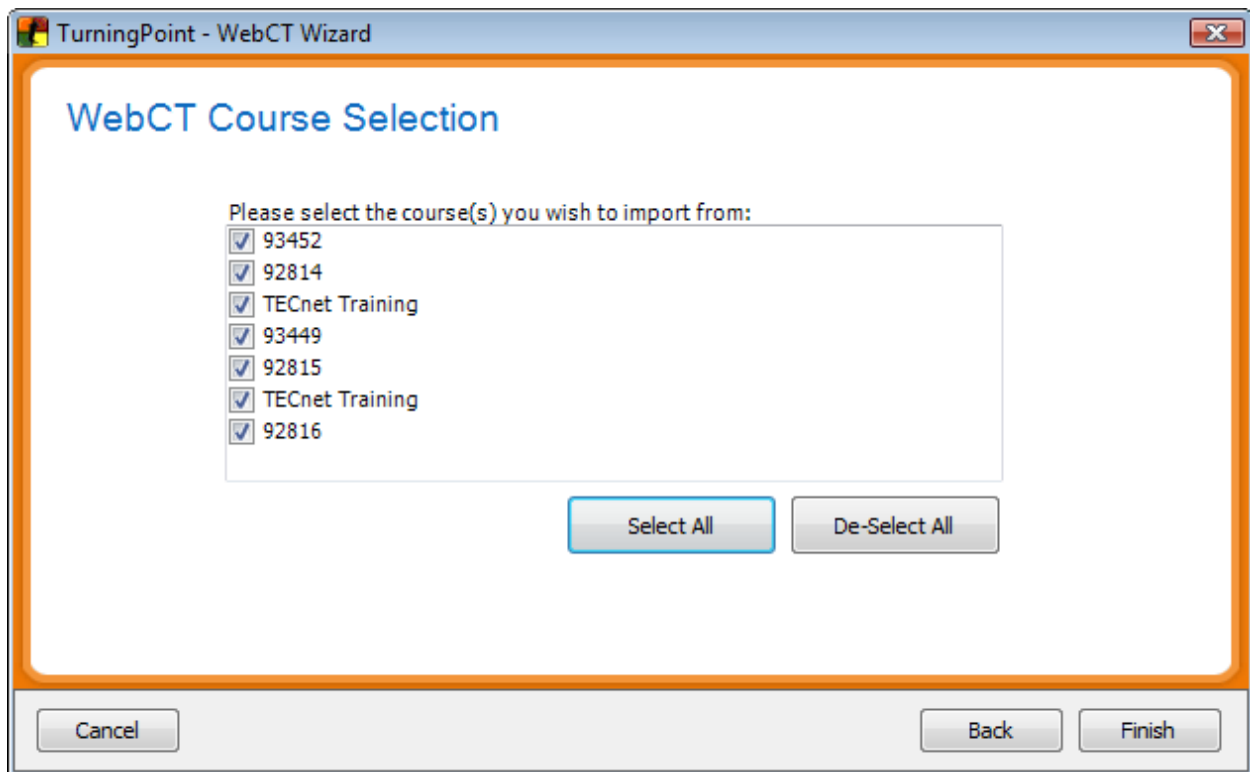 TurningPoint - WebCT Wizard
WebCT Course Selection
Please select the course(s) you wish to import from:
93452
92814
TECnet Training
93449
92815
TECnet Training
92816
Select All De-Select All
Cancel Back Finish